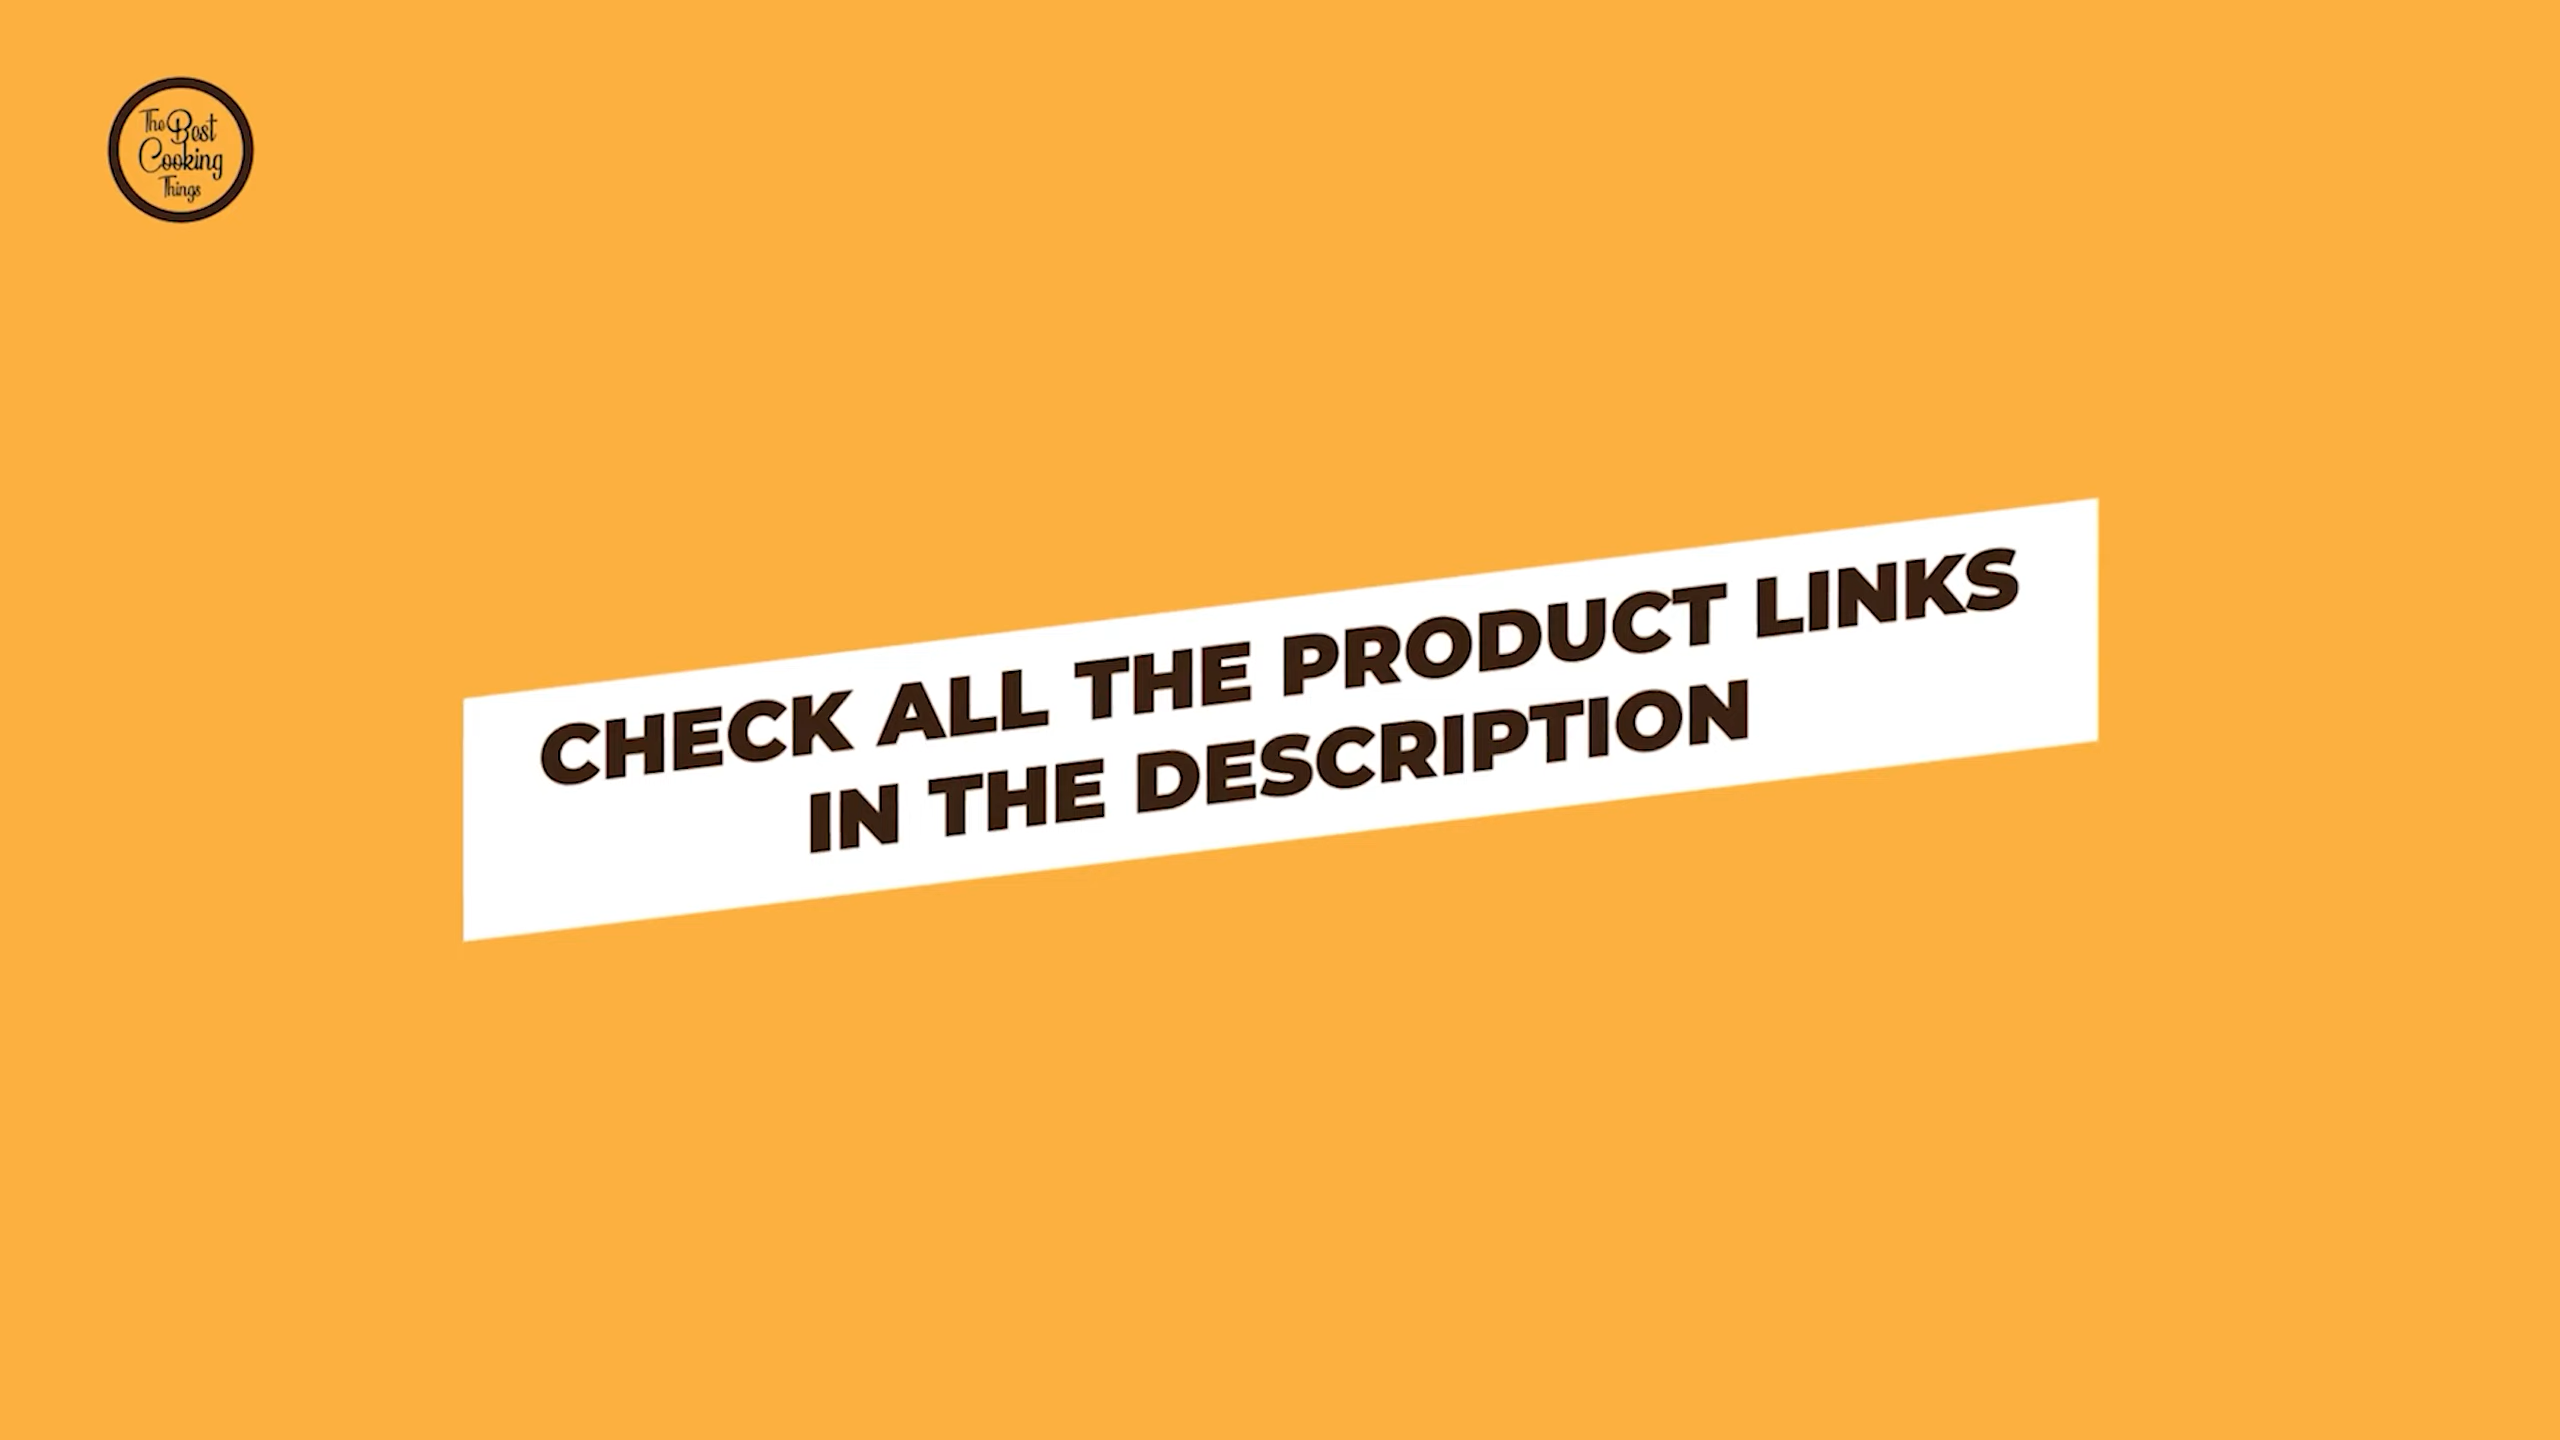 The Best
Cooking
Things
CHECK ALL THE PRODUCT LINKS
IN THE DESCRIPTION